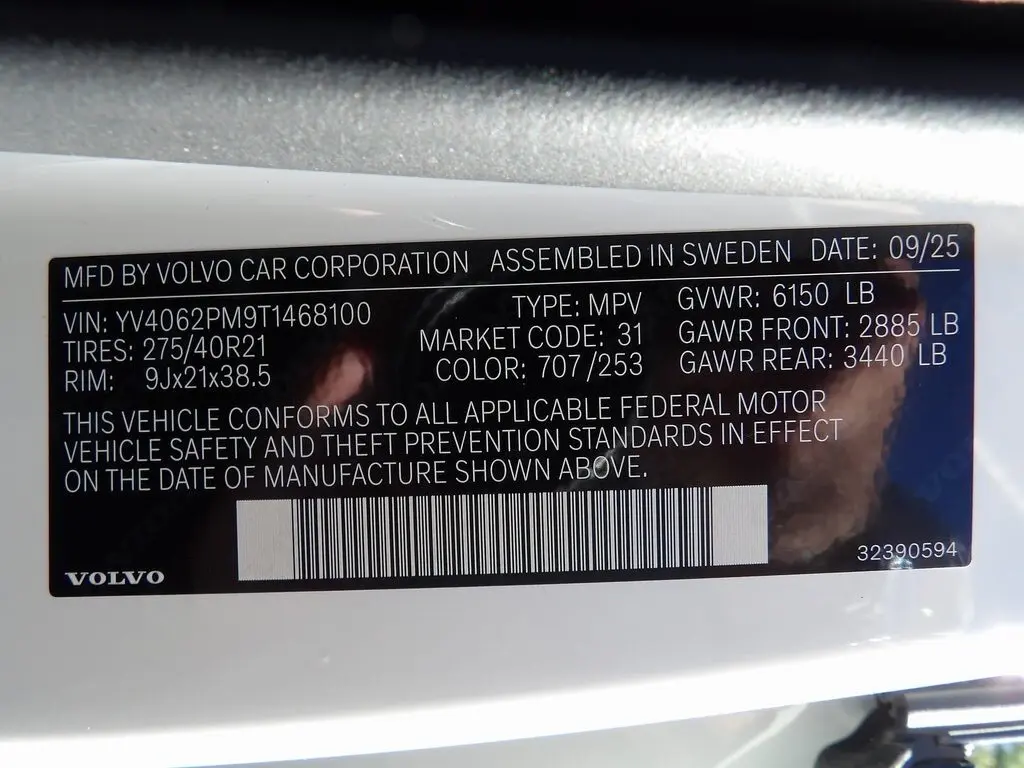 MFD BY VOLVO CAR CORPORATION ASSEMBLED IN SWEDEN DATE: 09/25
VIN: YV4062PM9T1468100 TYPE: MPV GVWR: 6150 LB
TIRES: 275/40R21 MARKET CODE: 31 GAWR FRONT: 2885 LB
RIM: 9Jx21x38.5 COLOR: 707/253 GAWR REAR: 3440 LB
THIS VEHICLE CONFORMS TO ALL APPLICABLE FEDERAL MOTOR
VEHICLE SAFETY AND THEFT PREVENTION STANDARDS IN EFFECT
ON THE DATE OF MANUFACTURE SHOWN ABOVE.
VOLVO 32390594